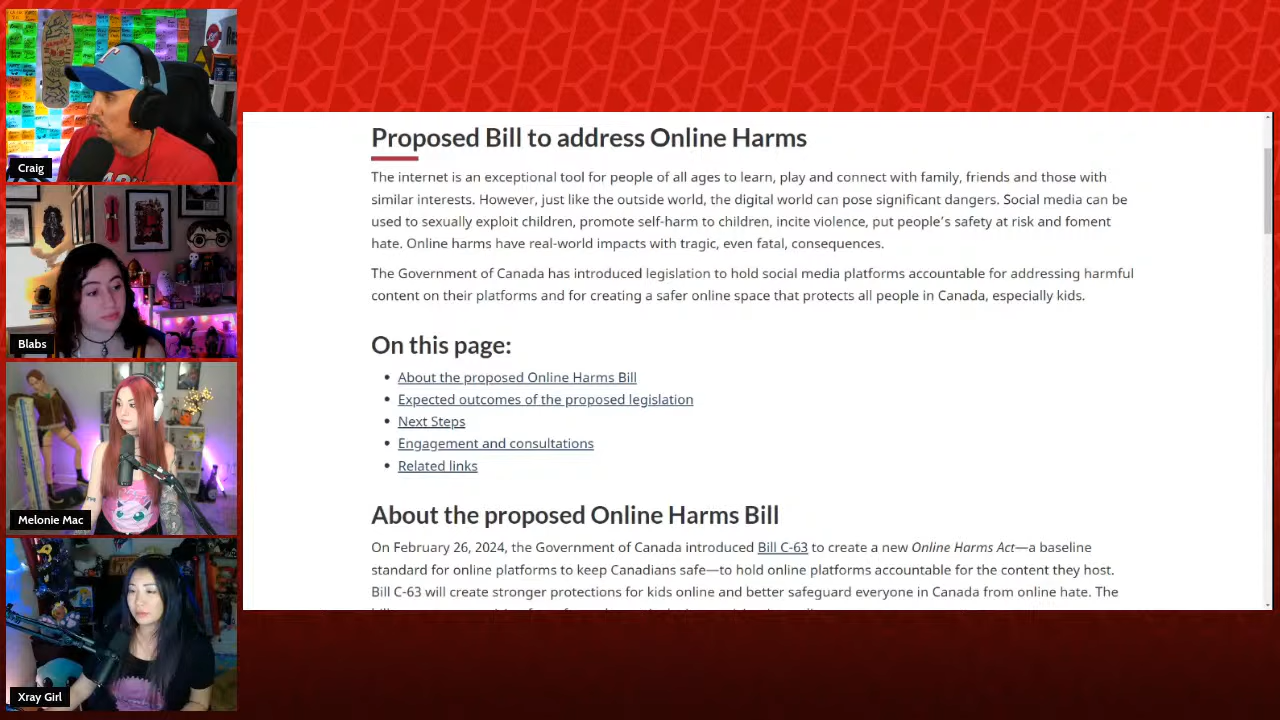 Craig
Blabs
Melonie Mac
Xray Girl
Proposed Bill to address Online Harms
The internet is an exceptional tool for people of all ages to learn, play and connect with family, friends and those with
similar interests. However, just like the outside world, the digital world can pose significant dangers. Social media can be
used to sexually exploit children, promote self-harm to children, incite violence, put people's safety at risk and foment
hate. Online harms have real-world impacts with tragic, even fatal, consequences.
The Government of Canada has introduced legislation to hold social media platforms accountable for addressing harmful
content on their platforms and for creating a safer online space that protects all people in Canada, especially kids.
On this page:
About the proposed Online Harms Bill
Expected outcomes of the proposed legislation
Next Steps
Engagement and consultations
Related links
About the proposed Online Harms Bill
On February 26, 2024, the Government of Canada introduced Bill C-63 to create a new Online Harms Act—a baseline
standard for online platforms to keep Canadians safe—to hold online platforms accountable for the content they host.
Bill C-63 will create stronger protections for kids online and better safeguard everyone in Canada from online hate. The